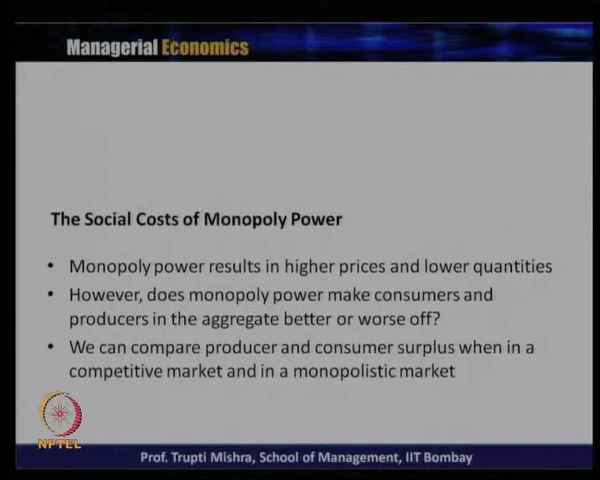 Managerial Economics
The Social Costs of Monopoly Power
• Monopoly power results in higher prices and lower quantities
• However, does monopoly power make consumers and
producers in the aggregate better or worse off?
• We can compare producer and consumer surplus when in a
competitive market and in a monopolistic market
NPTEL
Prof. Trupti Mishra, School of Management, IIT Bombay